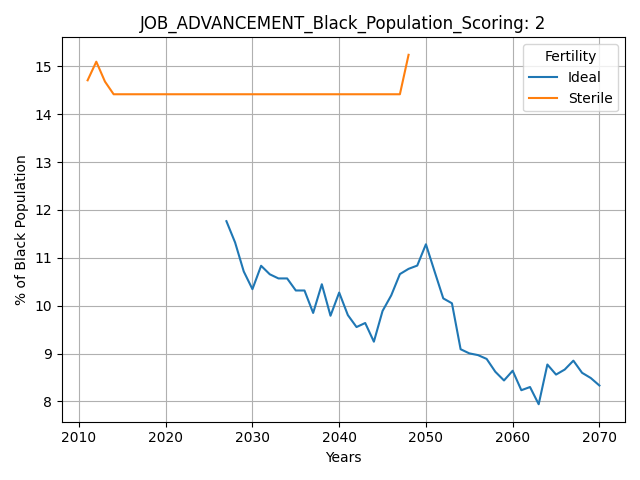 JOB_ADVANCEMENT_Black_Population_Scoring: 2
Fertility
Ideal
Sterile
15
14
13
12
11
10
9
8
% of Black Population
2010 2020 2030 2040 2050 2060 2070
Years